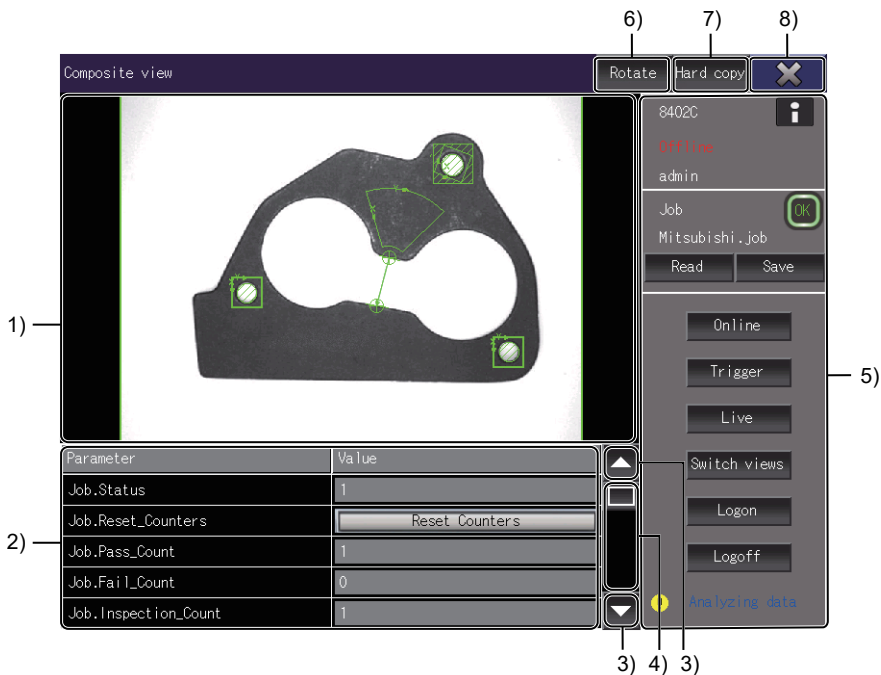 6) 7) 8)
Composite view Rotate Hard copy
8402C
Offline
admin
Job OK
Mitsubishi.job
Read Save
1)
Online
Trigger
5)
Live
Switch views
Logon
Logoff
Analyzing data
Parameter Value
Job.Status 1
Job.Reset_Counters Reset Counters
2)
Job.Pass_Count 1
Job.Fail_Count 0
Job.Inspection_Count 1
3) 4) 3)